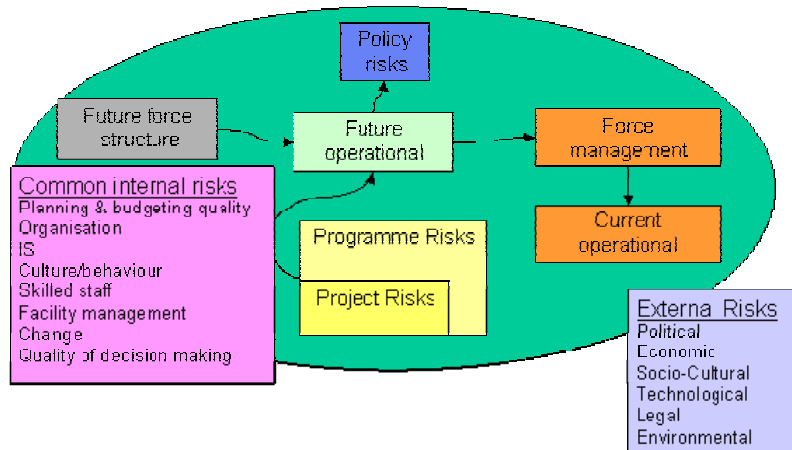 Policy
risks
Future force
structure
Future
operational
Force
management
Current
operational
Common internal risks
Planning & budgeting quality
Organisation
IS
Culture/behaviour
Skilled staff
Facility management
Change
Quality of decision making
Programme Risks
Project Risks
External Risks
Political
Economic
Socio-Cultural
Technological
Legal
Environmental